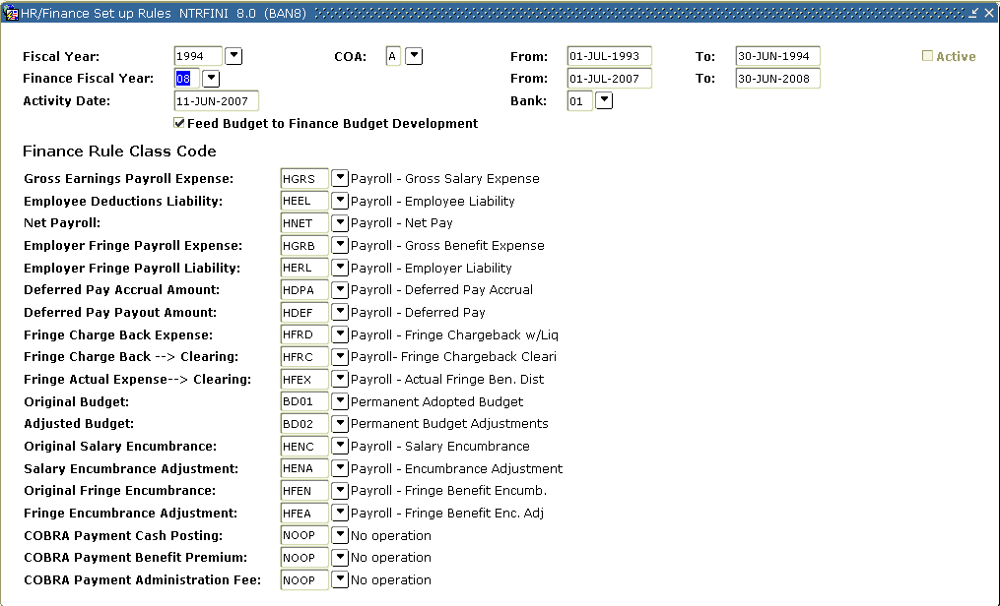 HR/Finance Set up Rules NTRFINI 8.0 (BAN8)
Fiscal Year: 1994 COA: A From: 01-JUL-1993 To: 30-JUN-1994 Active
Finance Fiscal Year: 08 From: 01-JUL-2007 To: 30-JUN-2008
Activity Date: 11-JUN-2007 Bank: 01
Feed Budget to Finance Budget Development
Finance Rule Class Code
Gross Earnings Payroll Expense: HGRS Payroll - Gross Salary Expense
Employee Deductions Liability: HEEL Payroll - Employee Liability
Net Payroll: HNET Payroll - Net Pay
Employer Fringe Payroll Expense: HGRB Payroll - Gross Benefit Expense
Employer Fringe Payroll Liability: HERL Payroll - Employer Liability
Deferred Pay Accrual Amount: HDPA Payroll - Deferred Pay Accrual
Deferred Pay Payout Amount: HDEF Payroll - Deferred Pay
Fringe Charge Back Expense: HFRD Payroll - Fringe Chargeback w/Liq
Fringe Charge Back --> Clearing: HFRC Payroll- Fringe Chargeback Cleari
Fringe Actual Expense--> Clearing: HFEX Payroll - Actual Fringe Ben. Dist
Original Budget: BD01 Permanent Adopted Budget
Adjusted Budget: BD02 Permanent Budget Adjustments
Original Salary Encumbrance: HENC Payroll - Salary Encumbrance
Salary Encumbrance Adjustment: HENA Payroll - Encumbrance Adjustment
Original Fringe Encumbrance: HFEN Payroll - Fringe Benefit Encumb.
Fringe Encumbrance Adjustment: HFEA Payroll - Fringe Benefit Enc. Adj
COBRA Payment Cash Posting: NOOP No operation
COBRA Payment Benefit Premium: NOOP No operation
COBRA Payment Administration Fee: NOOP No operation